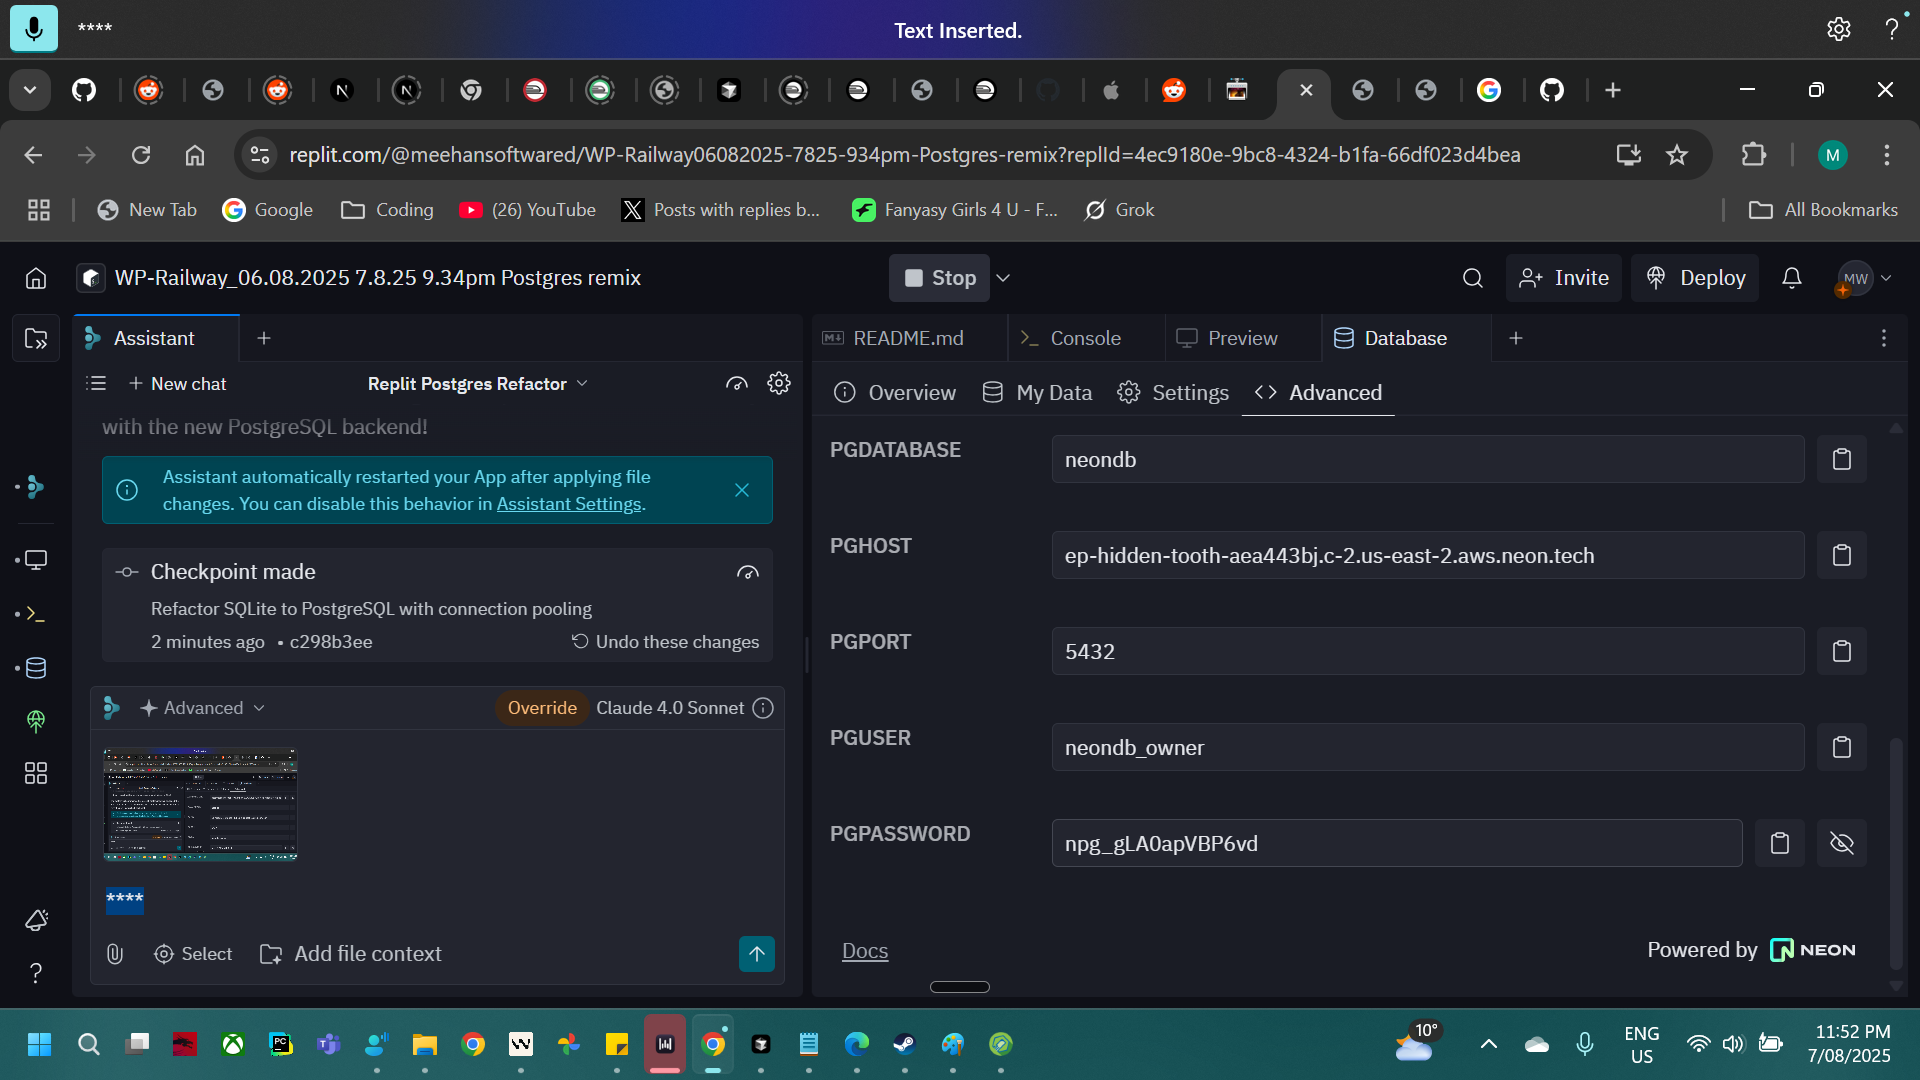 ****
Text Inserted.
replit.com/@meehansoftwared/WP-Railway06082025-7825-934pm-Postgres-remix?replId=4ec9180e-9bc8-4324-b1fa-66df023d4bea
M
New Tab
Google
Coding
(26) YouTube
Posts with replies b...
Fanyasy Girls 4 U - F...
Grok
All Bookmarks
WP-Railway_06.08.2025 7.8.25 9.34pm Postgres remix
Stop
Invite
Deploy
MW
Assistant
README.md
Console
Preview
Database
New chat
Replit Postgres Refactor
Overview
My Data
Settings
Advanced
with the new PostgreSQL backend!
Assistant automatically restarted your App after applying file
changes. You can disable this behavior in Assistant Settings.
Checkpoint made
Refactor SQLite to PostgreSQL with connection pooling
2 minutes ago • c298b3ee
Undo these changes
Advanced
Override
Claude 4.0 Sonnet
****
Select
Add file context
PGDATABASE
neondb
PGHOST
ep-hidden-tooth-aea443bj.c-2.us-east-2.aws.neon.tech
PGPORT
5432
PGUSER
neondb_owner
PGPASSWORD
npg_gLA0apVBP6vd
Docs
Powered by NEON
10°
ENG
US
11:52 PM
7/08/2025